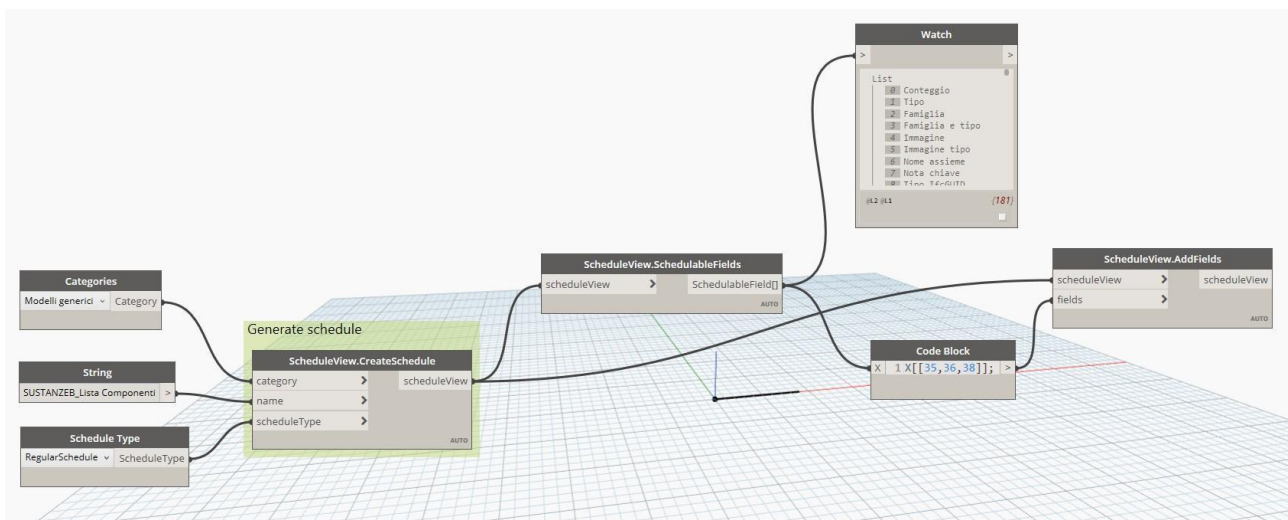 Watch
> >
List
0 Conteggio
1 Tipo
2 Famiglia
3 Famiglia e tipo
4 Immagine
5 Immagine tipo
6 Nome assieme
7 Nota chiave
8 Tipo IfcGUID
@L2 @L1 {181}
Categories
Modelli generici Category
String
SUSTANZEB_Lista Componenti >
Schedule Type
RegularSchedule ScheduleType
Generate schedule
ScheduleView.CreateSchedule
category > scheduleView
name >
scheduleType >
AUTO
ScheduleView.SchedulableFields
scheduleView > SchedulableField[]
AUTO
Code Block
X 1 X[[35,36,38]]; >
ScheduleView.AddFields
scheduleView > scheduleView
fields >
AUTO